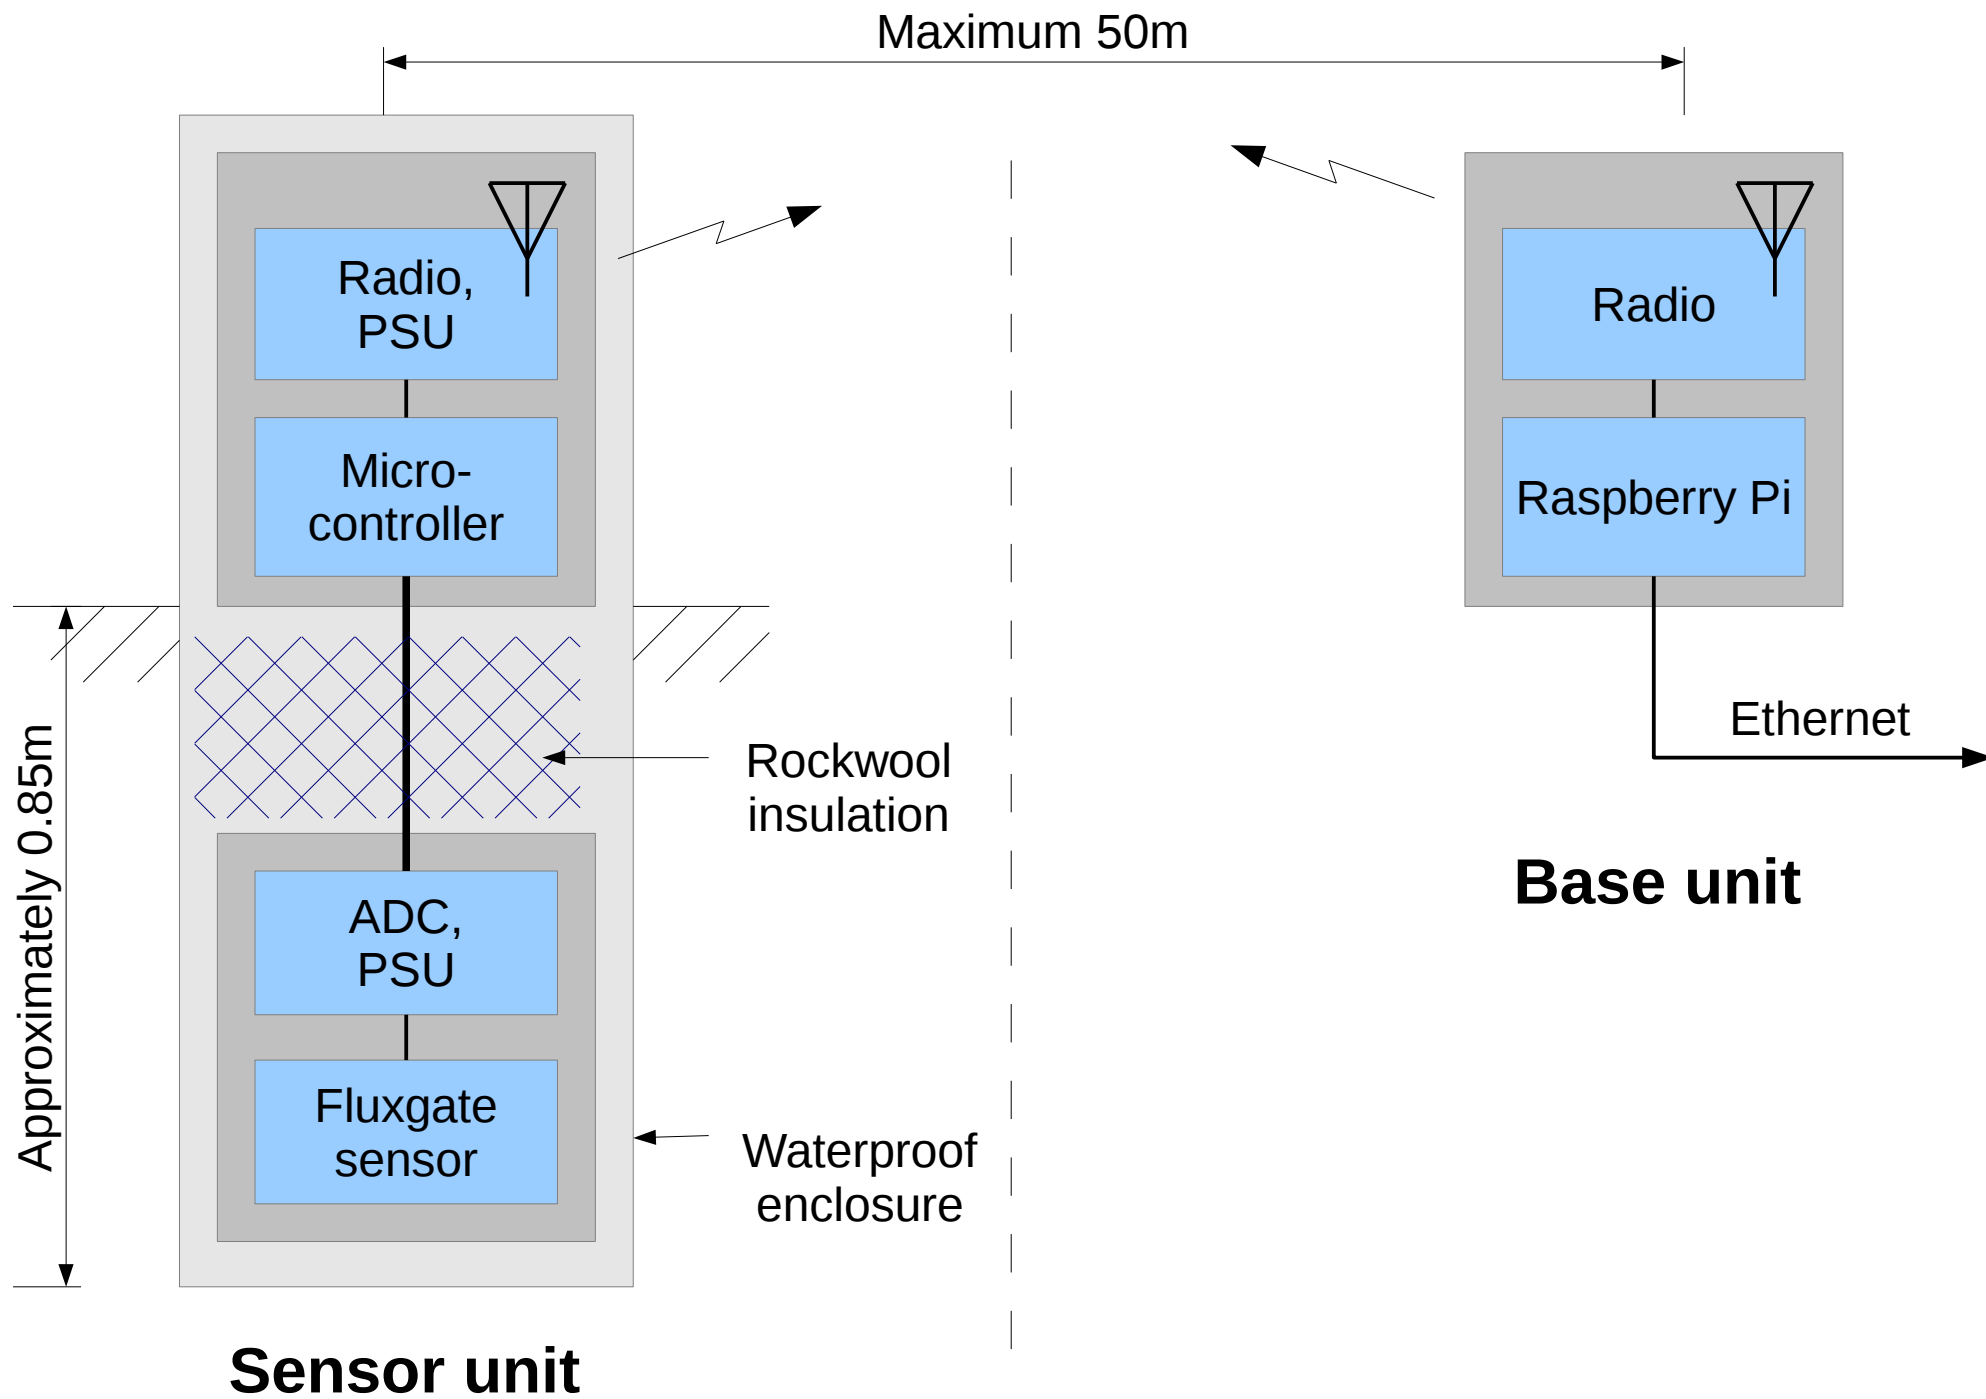 Maximum 50m
Radio,
PSU
Micro-
controller
Approximately 0.85m
Rockwool
insulation
ADC,
PSU
Fluxgate
sensor
Waterproof
enclosure
Sensor unit
Radio
Raspberry Pi
Ethernet
Base unit